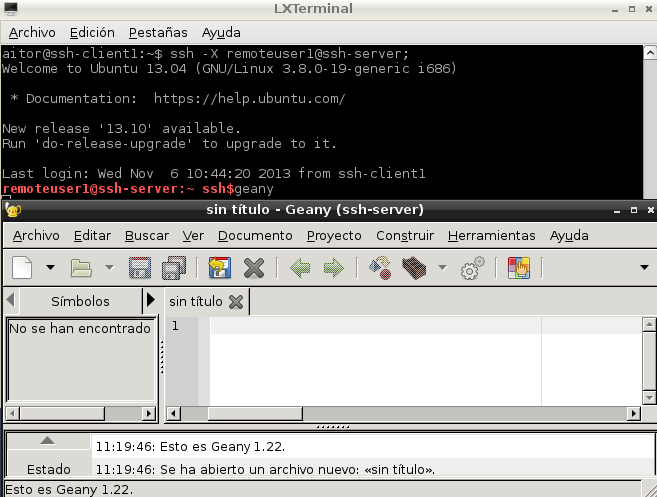 LXTerminal
Archivo Edición Pestañas Ayuda
aitor@ssh-client1:~$ ssh -X remoteuser1@ssh-server;
Welcome to Ubuntu 13.04 (GNU/Linux 3.8.0-19-generic i686)
* Documentation:  https://help.ubuntu.com/
New release '13.10' available.
Run 'do-release-upgrade' to upgrade to it.
Last login: Wed Nov  6 10:44:20 2013 from ssh-client1
remoteuser1@ssh-server:~ ssh$geany
sin título - Geany (ssh-server)
Archivo Editar Buscar Ver Documento Proyecto Construir Herramientas Ayuda
Símbolos
sin título
No se han encontrado
1
11:19:46: Esto es Geany 1.22.
Estado
11:19:46: Se ha abierto un archivo nuevo: «sin título».
Esto es Geany 1.22.